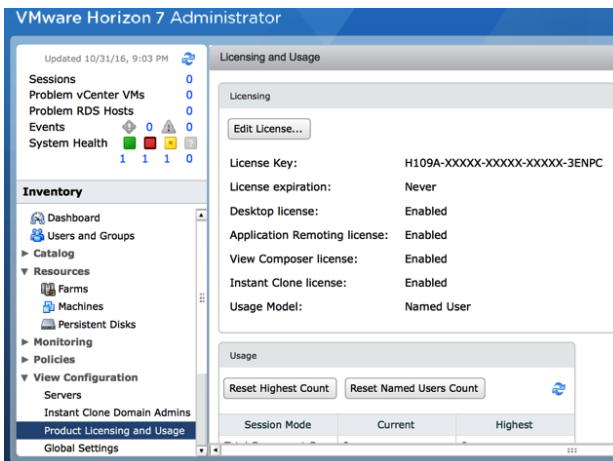 VMware Horizon 7 Administrator
Updated 10/31/16, 9:03 PM
Sessions 0
Problem vCenter VMs 0
Problem RDS Hosts 0
Events 0 0
System Health
1 1 1 0
Inventory
Dashboard
Users and Groups
Catalog
Resources
Farms
Machines
Persistent Disks
Monitoring
Policies
View Configuration
Servers
Instant Clone Domain Admins
Product Licensing and Usage
Global Settings
Licensing and Usage
Licensing
Edit License...
License Key: H109A-XXXXX-XXXXX-XXXXX-3ENPC
License expiration: Never
Desktop license: Enabled
Application Remoting license: Enabled
View Composer license: Enabled
Instant Clone license: Enabled
Usage Model: Named User
Usage
Reset Highest Count Reset Named Users Count
Session Mode Current Highest